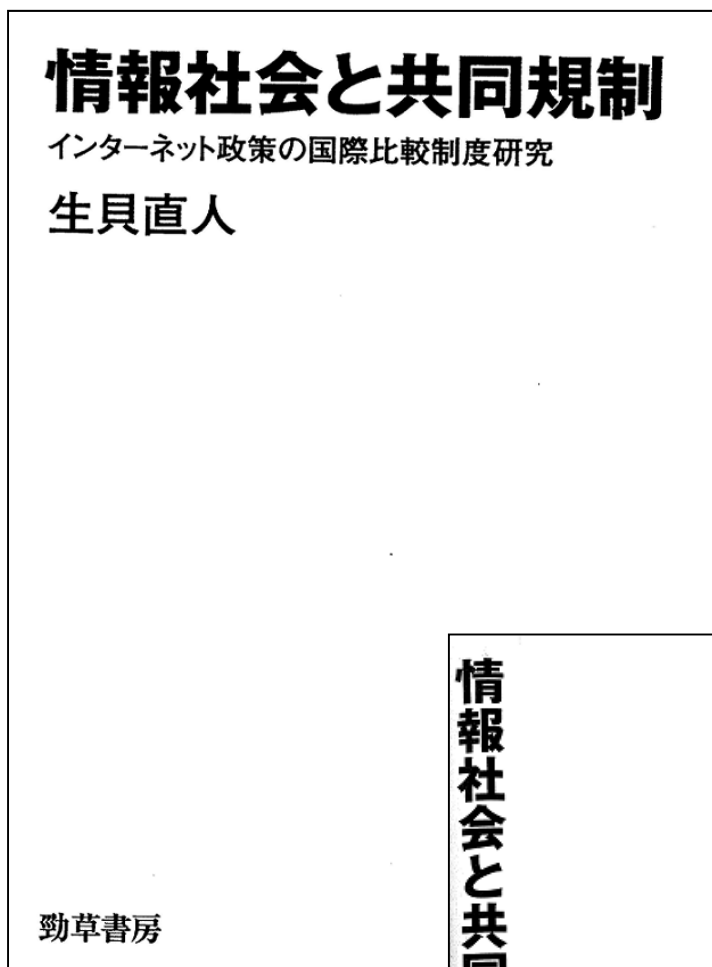 情報社会と共同規制
インターネット政策の国際比較制度研究
生貝直人
情報社会と共同
勁草書房